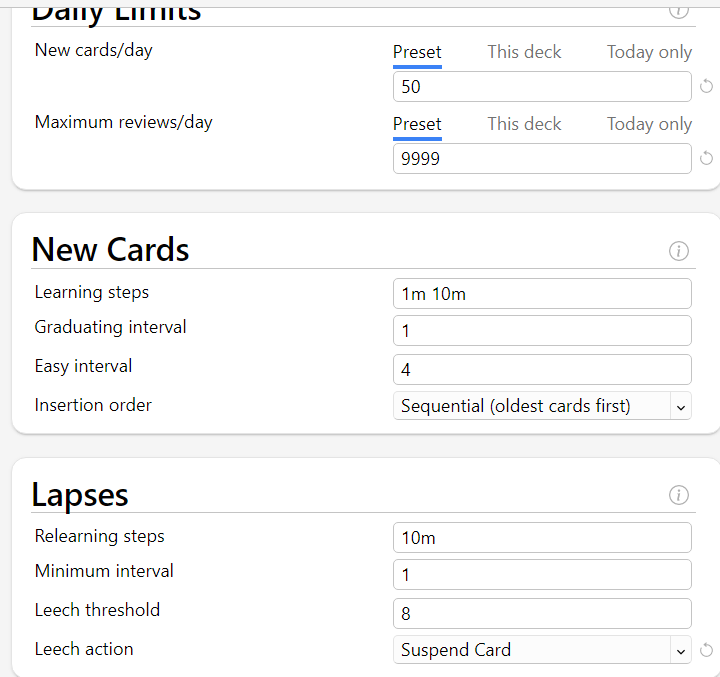 Daily Limits
New cards/day
Preset This deck Today only
50
Maximum reviews/day
Preset This deck Today only
9999
New Cards
Learning steps 1m 10m
Graduating interval 1
Easy interval 4
Insertion order Sequential (oldest cards first)
Lapses
Relearning steps 10m
Minimum interval 1
Leech threshold 8
Leech action Suspend Card